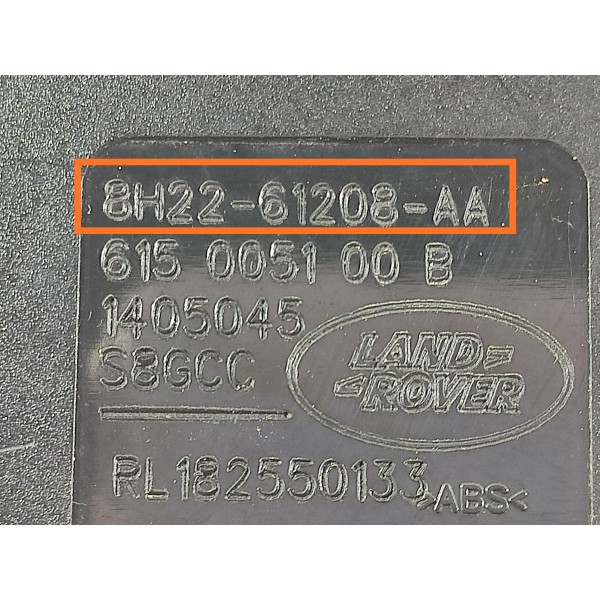 8H22-61208-AA
615 0051 00 B
1405045
S8GCC
LAND
ROVER
RL182550133
>ABS<